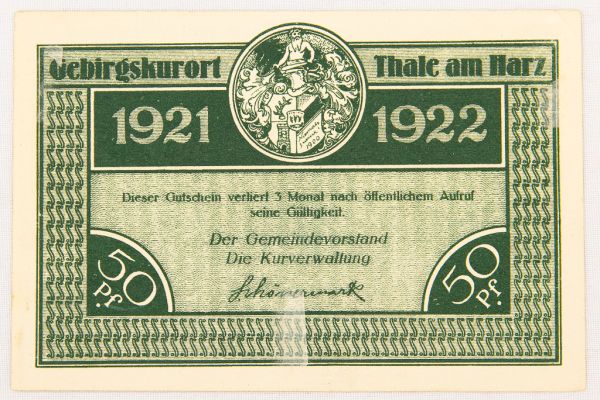 Gebirgskurort Thale am Harz
1921 1922
Dieser Gutschein verliert 3 Monat nach öffentlichem Aufruf
seine Gültigkeit.
Der Gemeindevorstand
Die Kurverwaltung
Schönermark
50 Pf. 50 Pf.